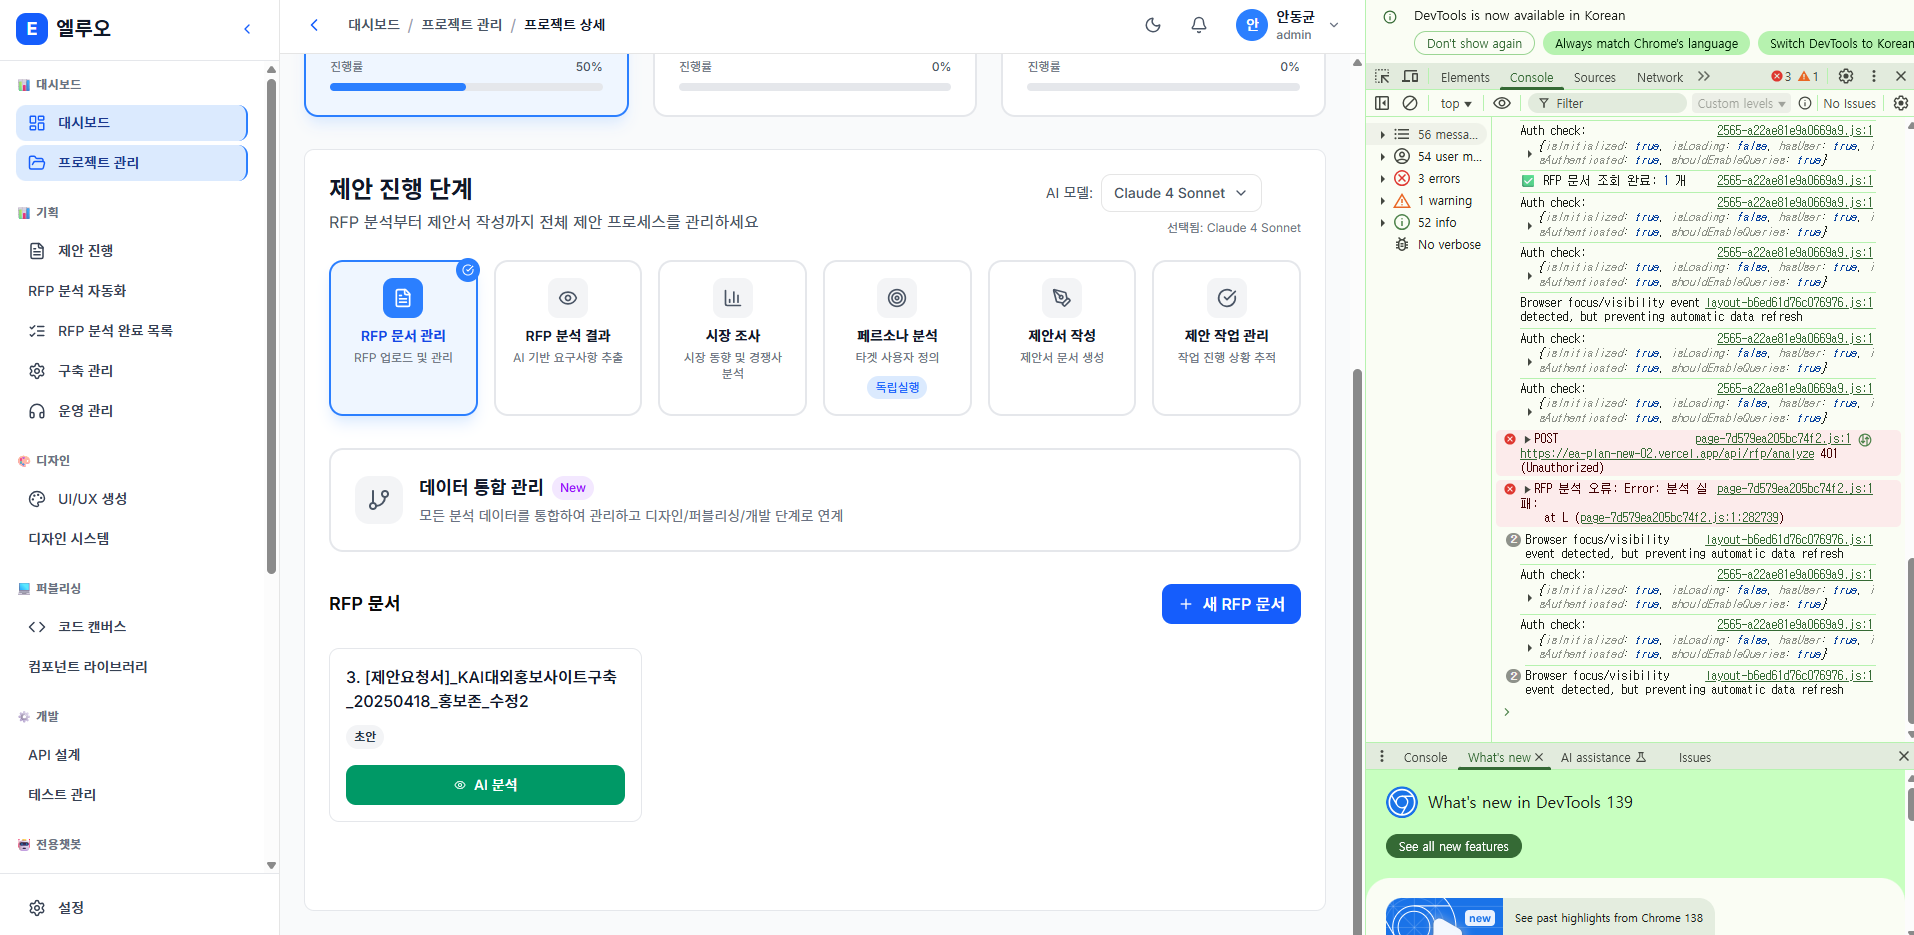 E 엘루오
대시보드
대시보드
프로젝트 관리
기획
제안 진행
RFP 분석 자동화
RFP 분석 완료 목록
구축 관리
운영 관리
디자인
UI/UX 생성
디자인 시스템
퍼블리싱
코드 캔버스
컴포넌트 라이브러리
개발
API 설계
테스트 관리
전용챗봇
설정
대시보드 / 프로젝트 관리 / 프로젝트 상세
안
안동균
admin
진행률 50%
진행률 0%
진행률 0%
제안 진행 단계
RFP 분석부터 제안서 작성까지 전체 제안 프로세스를 관리하세요
AI 모델: Claude 4 Sonnet
선택됨: Claude 4 Sonnet
RFP 문서 관리
RFP 업로드 및 관리
RFP 분석 결과
AI 기반 요구사항 추출
시장 조사
시장 동향 및 경쟁사
분석
페르소나 분석
타겟 사용자 정의
독립실행
제안서 작성
제안서 문서 생성
제안 작업 관리
작업 진행 상황 추적
데이터 통합 관리 New
모든 분석 데이터를 통합하여 관리하고 디자인/퍼블리싱/개발 단계로 연계
RFP 문서
+ 새 RFP 문서
3. [제안요청서]_KAI대외홍보사이트구축
_20250418_홍보존_수정2
초안
AI 분석
DevTools is now available in Korean
Don't show again
Always match Chrome's language
Switch DevTools to Korean
Elements Console Sources Network 3 1
top Filter Custom levels No Issues
56 messa...
54 user m...
3 errors
1 warning
52 info
No verbose
Auth check: 2565-a22ae81e9a0669a9.js:1
{isInitialized: true, isLoading: false, hasUser: true, i
sAuthenticated: true, shouldEnableQueries: true}
RFP 문서 조회 완료: 1 개 2565-a22ae81e9a0669a9.js:1
Auth check: 2565-a22ae81e9a0669a9.js:1
{isInitialized: true, isLoading: false, hasUser: true, i
sAuthenticated: true, shouldEnableQueries: true}
Auth check: 2565-a22ae81e9a0669a9.js:1
{isInitialized: true, isLoading: false, hasUser: true, i
sAuthenticated: true, shouldEnableQueries: true}
Browser focus/visibility event layout-b6ed61d76c076976.js:1
detected, but preventing automatic data refresh
Auth check: 2565-a22ae81e9a0669a9.js:1
{isInitialized: true, isLoading: false, hasUser: true, i
sAuthenticated: true, shouldEnableQueries: true}
Auth check: 2565-a22ae81e9a0669a9.js:1
{isInitialized: true, isLoading: false, hasUser: true, i
sAuthenticated: true, shouldEnableQueries: true}
POST page-7d579ea205bc74f2.js:1
https://ea-plan-new-02.vercel.app/api/rfp/analyze 401
(Unauthorized)
RFP 분석 오류: Error: 분석 실 page-7d579ea205bc74f2.js:1
패:
at L (page-7d579ea205bc74f2.js:1:282739)
2 Browser focus/visibility layout-b6ed61d76c076976.js:1
event detected, but preventing automatic data refresh
Auth check: 2565-a22ae81e9a0669a9.js:1
{isInitialized: true, isLoading: false, hasUser: true, i
sAuthenticated: true, shouldEnableQueries: true}
Auth check: 2565-a22ae81e9a0669a9.js:1
{isInitialized: true, isLoading: false, hasUser: true, i
sAuthenticated: true, shouldEnableQueries: true}
2 Browser focus/visibility layout-b6ed61d76c076976.js:1
event detected, but preventing automatic data refresh
Console What's new AI assistance Issues
What's new in DevTools 139
See all new features
new
See past highlights from Chrome 138